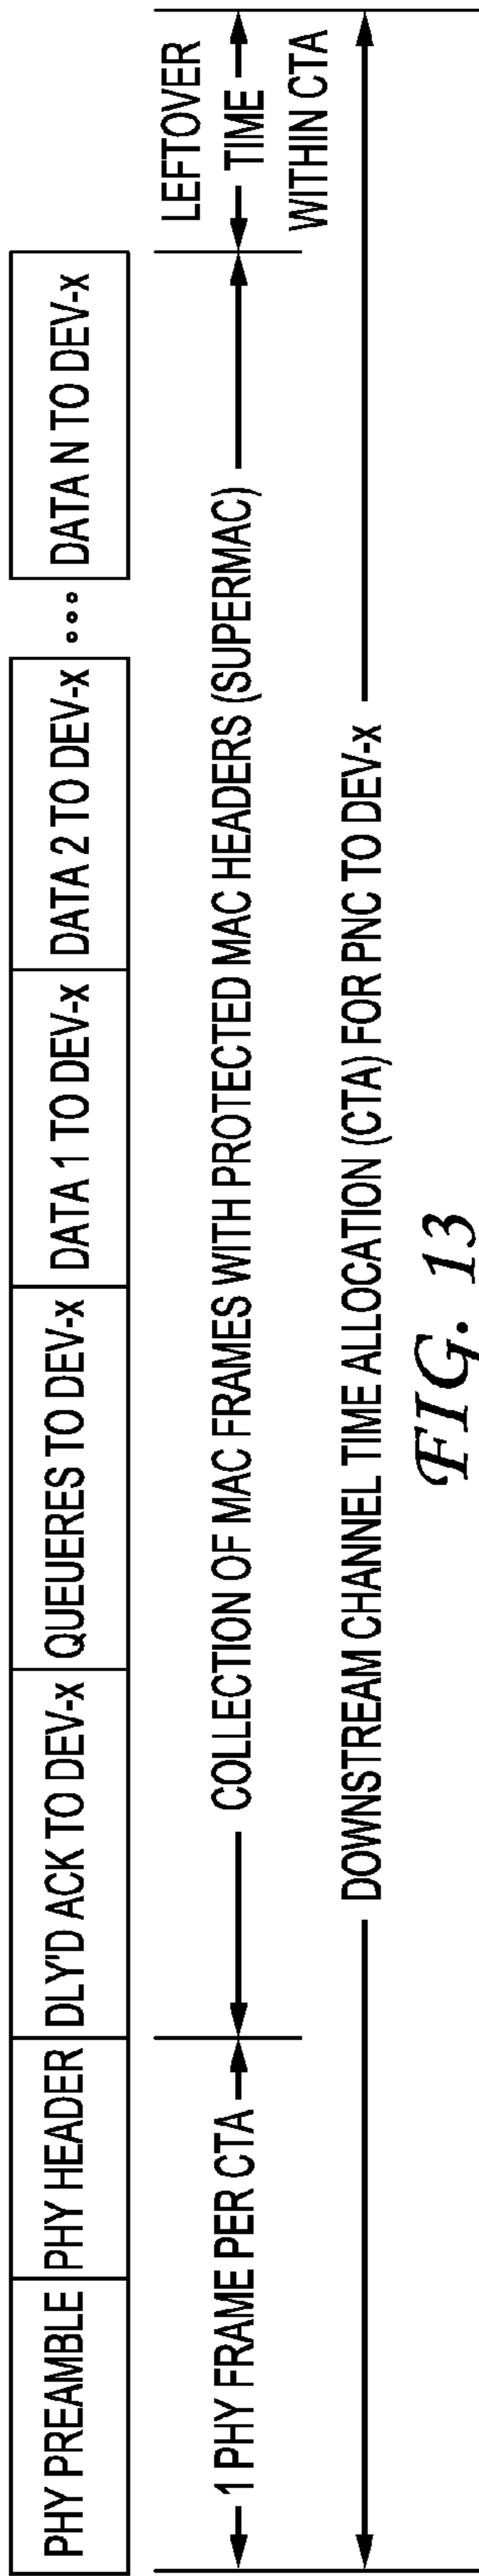 PHY PREAMBLE
PHY HEADER
DLY'D ACK TO DEV-x
QUEUERES TO DEV-x
DATA 1 TO DEV-x
DATA 2 TO DEV-x
DATA N TO DEV-x
1 PHY FRAME PER CTA
COLLECTION OF MAC FRAMES WITH PROTECTED MAC HEADERS (SUPERMAC)
LEFTOVER
TIME
WITHIN CTA
DOWNSTREAM CHANNEL TIME ALLOCATION (CTA) FOR PNC TO DEV-x
FIG. 13